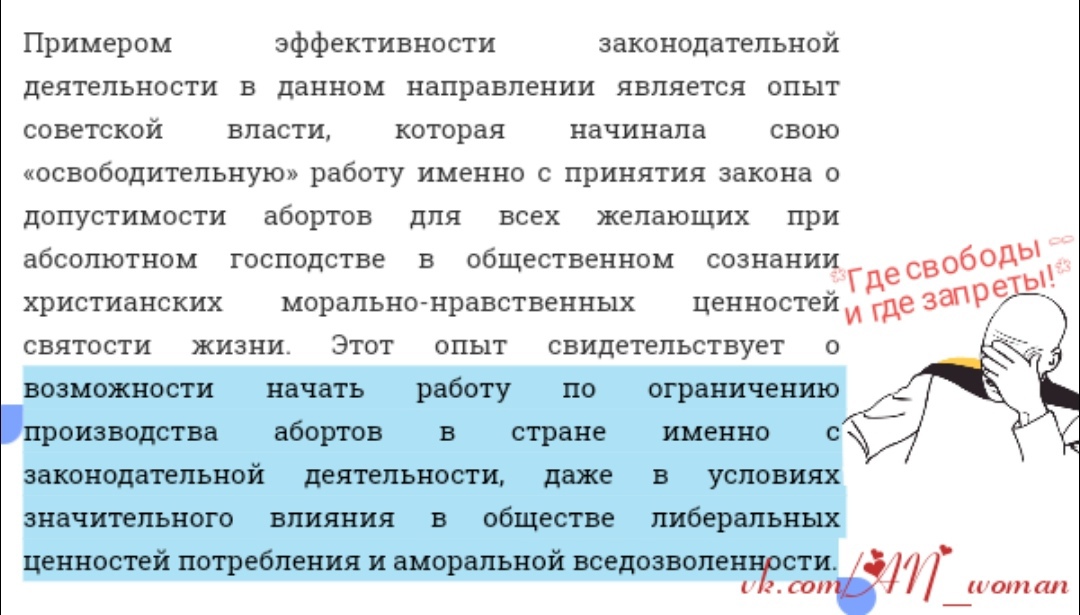 Примером эффективности законодательной
деятельности в данном направлении является опыт
советской власти, которая начинала свою
«освободительную» работу именно с принятия закона о
допустимости абортов для всех желающих при
абсолютном господстве в общественном сознании
христианских морально-нравственных ценностей
святости жизни. Этот опыт свидетельствует о
возможности начать работу по ограничению
производства абортов в стране именно с
законодательной деятельности, даже в условиях
значительного влияния в обществе либеральных
ценностей потребления и аморальной вседозволенности.
Где свободы
и где запреты!
vk.com/AN_woman